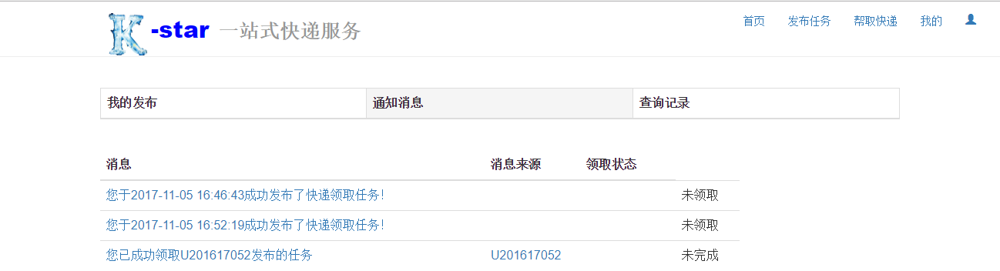 K-star 一站式快递服务 首页 发布任务 帮取快递 我的
我的发布 通知消息 查询记录
消息 消息来源 领取状态
您于2017-11-05 16:46:43成功发布了快递领取任务! 未领取
您于2017-11-05 16:52:19成功发布了快递领取任务! 未领取
您已成功领取U201617052发布的任务 U201617052 未完成